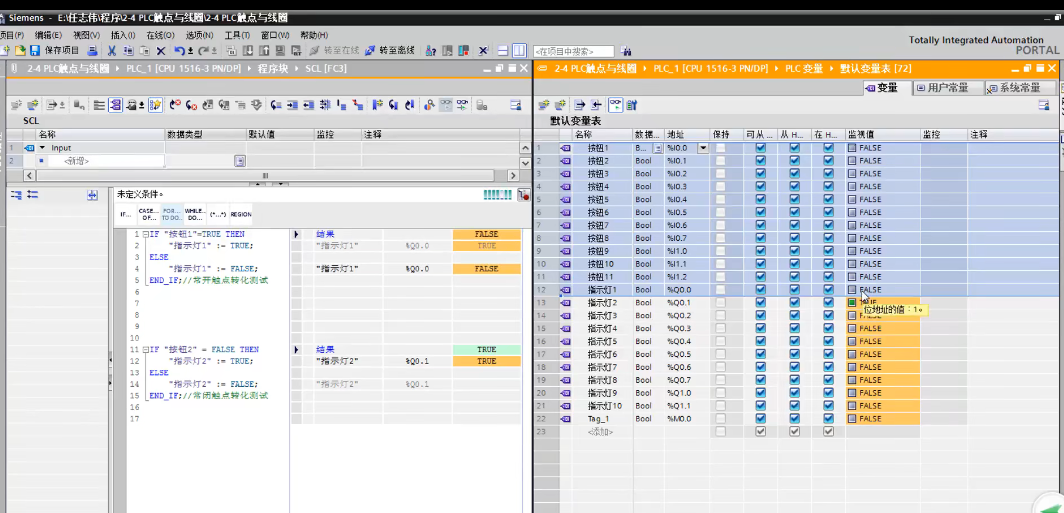 Siemens - E:\任志伟\程序\2-4 PLC触点与线圈\2-4 PLC触点与线圈
项目(P) 编辑(E) 视图(V) 插入(I) 在线(O) 选项(N) 工具(T) 窗口(W) 帮助(H)
保存项目 转至在线 转至离线 <在项目中搜索>
Totally Integrated Automation
PORTAL
2-4 PLC触点与线圈 ▸ PLC_1 [CPU 1516-3 PN/DP] ▸ 程序块 ▸ SCL [FC3]
SCL
名称 数据类型 默认值 监控 注释
1 Input
2 <新增>
未定义条件。
IF... CASE... OF... FOR... TO DO... WHILE... DO... (*...*) REGION
1 IF "按钮1"=TRUE THEN 结果 FALSE
2 "指示灯1" := TRUE; "指示灯1" %Q0.0 TRUE
3 ELSE
4 "指示灯1" := FALSE; "指示灯1" %Q0.0 FALSE
5 END_IF;//常开触点转化测试
6
7
8
9
10
11 IF "按钮2" = FALSE THEN 结果 TRUE
12 "指示灯2" := TRUE; "指示灯2" %Q0.1 TRUE
13 ELSE
14 "指示灯2" := FALSE; "指示灯2" %Q0.1
15 END_IF;//常闭触点转化测试
16
17
2-4 PLC触点与线圈 ▸ PLC_1 [CPU 1516-3 PN/DP] ▸ PLC 变量 ▸ 默认变量表 [72]
变量 用户常量 系统常量
默认变量表
名称 数据... 地址 保持 可从... 从 H... 在 H... 监视值 监控 注释
1 按钮1 B... %I0.0 FALSE
2 按钮2 Bool %I0.1 FALSE
3 按钮3 Bool %I0.2 FALSE
4 按钮4 Bool %I0.3 FALSE
5 按钮5 Bool %I0.4 FALSE
6 按钮6 Bool %I0.5 FALSE
7 按钮7 Bool %I0.6 FALSE
8 按钮8 Bool %I0.7 FALSE
9 按钮9 Bool %I1.0 FALSE
10 按钮10 Bool %I1.1 FALSE
11 按钮11 Bool %I1.2 FALSE
12 指示灯1 Bool %Q0.0 FALSE
13 指示灯2 Bool %Q0.1
位地址的值：1。
14 指示灯3 Bool %Q0.2 FALSE
15 指示灯4 Bool %Q0.3 FALSE
16 指示灯5 Bool %Q0.4 FALSE
17 指示灯6 Bool %Q0.5 FALSE
18 指示灯7 Bool %Q0.6 FALSE
19 指示灯8 Bool %Q0.7 FALSE
20 指示灯9 Bool %Q1.0 FALSE
21 指示灯10 Bool %Q1.1 FALSE
22 Tag_1 Bool %M0.0 FALSE
23 <添加>